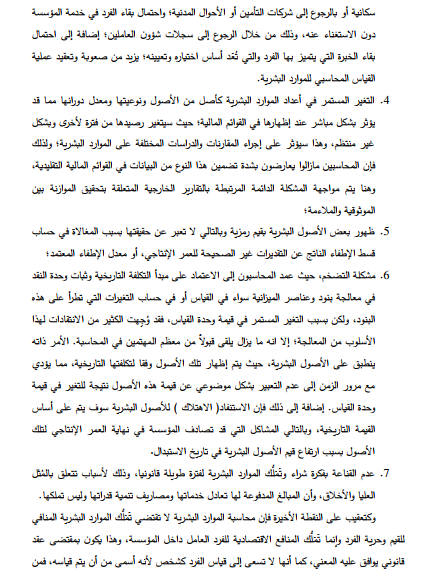 سكانية أو بالرجوع إلى شركات التأمين أو الأحوال المدنية؛ واحتمال بقاء الفرد في خدمة المؤسسة
دون الاستغناء عنه، وذلك من خلال الرجوع إلى سجلات شؤون العاملين؛ إضافة إلى احتمال
بقاء الخبرة التي يتميز بها الفرد والتي تُعَد أساس اختياره وتعيينه؛ يزيد من صعوبة وتعقيد عملية
القياس المحاسبي للموارد البشرية.
4. التغير المستمر في أعداد الموارد البشرية كأصل من الأصول ونوعيتها ومعدل دورانها مما قد
يؤثر بشكل مباشر عند إظهارها في القوائم المالية؛ حيث سيتغير رصيدها من فترة لأخرى وبشكل
غير منتظم، وهذا سيؤثر على إجراء المقارنات والدراسات المختلفة على الموارد البشرية؛ ولذلك
فإن المحاسبين مازالوا يعارضون بشدة تضمين هذا النوع من البيانات في القوائم المالية التقليدية،
وهنا يتم مواجهة المشكلة الدائمة المرتبطة بالتقارير الخارجية المتعلقة بتحقيق الموازنة بين
الموثوقية والملاءمة؛
5. ظهور بعض الأصول البشرية بقيم رمزية وبالتالي لا تعبر عن حقيقتها بسبب المغالاة في حساب
قسط الإطفاء الناتج عن التقديرات غير الصحيحة للعمر الإنتاجي، أو معدل الإطفاء المعتمد؛
6. مشكلة التضخم، حيث عمد المحاسبون إلى الاعتماد على مبدأ التكلفة التاريخية وثبات وحدة النقد
في معالجة بنود وعناصر الميزانية سواء في القياس أو في حساب التغيرات التي تطرأ على هذه
البنود، ولكن بسبب التغير المستمر في قيمة وحدة القياس، فقد وُجِهت الكثير من الانتقادات لهذا
الأسلوب من المعالجة؛ إلا انه ما يزال يلقى قبولاً من معظم المهتمين في المحاسبة. الأمر ذاته
ينطبق على الأصول البشرية، حيث يتم إظهار تلك الأصول وفقا لتكلفتها التاريخية، مما يؤدي
مع مرور الزمن إلى عدم التعبير بشكل موضوعي عن قيمة هذه الأصول نتيجة للتغير في قيمة
وحدة القياس. إضافة إلى ذلك فإن الاستنفاد( الاهتلاك ) للأصول البشرية سوف يتم على أساس
القيمة التاريخية، وبالتالي المشاكل التي قد تصادف المؤسسة في نهاية العمر الإنتاجي لتلك
الأصول بسبب ارتفاع قيم الأصول البشرية في تاريخ الاستبدال.
7. عدم القناعة بفكرة شراء وتَمَلُّك الموارد البشرية لفترة طويلة قانونيا، وذلك لأسباب تتعلق بالمُثل
العليا والأخلاق، وأن المبالغ المدفوعة لها تعادل خدماتها ومصاريف تنمية قدراتها وليس تملكها.
وكتعقيب على النقطة الأخيرة فإن محاسبة الموارد البشرية لا تقتضي تَمَلُّك الموارد البشرية المنافي
للقيم وحرية الفرد وإنما تَمَلُّك المنافع الاقتصادية للفرد العامل داخل المؤسسة، وهذا يكون بمقتضى عقد
قانوني يوافق عليه المعني، كما أنها لا تسعى إلى قياس الفرد كشخص لأنه أسمى من أن يتم قياسه، فمن